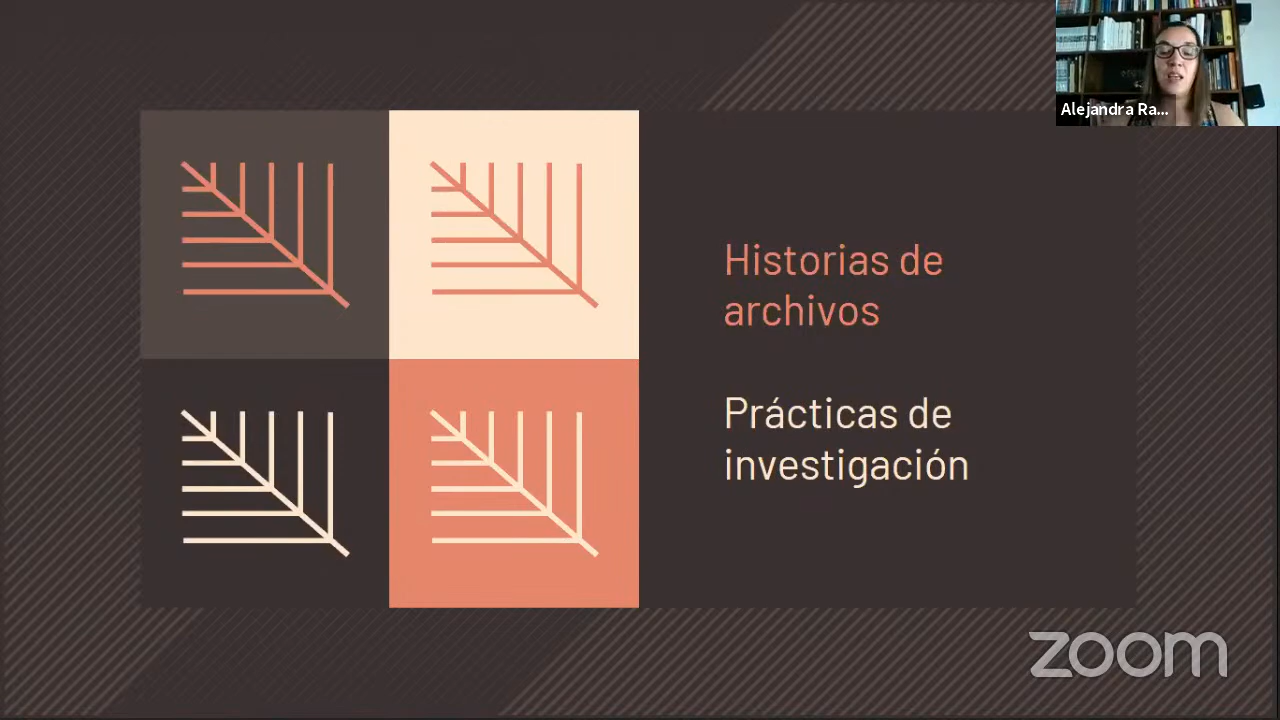 Alejandra Ra...
Historias de
archivos
Prácticas de
investigación
zoom